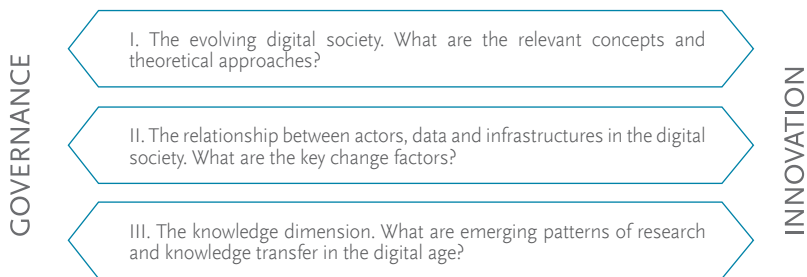 GOVERNANCE
I. The evolving digital society. What are the relevant concepts and
theoretical approaches?
II. The relationship between actors, data and infrastructures in the digital
society. What are the key change factors?
III. The knowledge dimension. What are emerging patterns of research
and knowledge transfer in the digital age?
INNOVATION